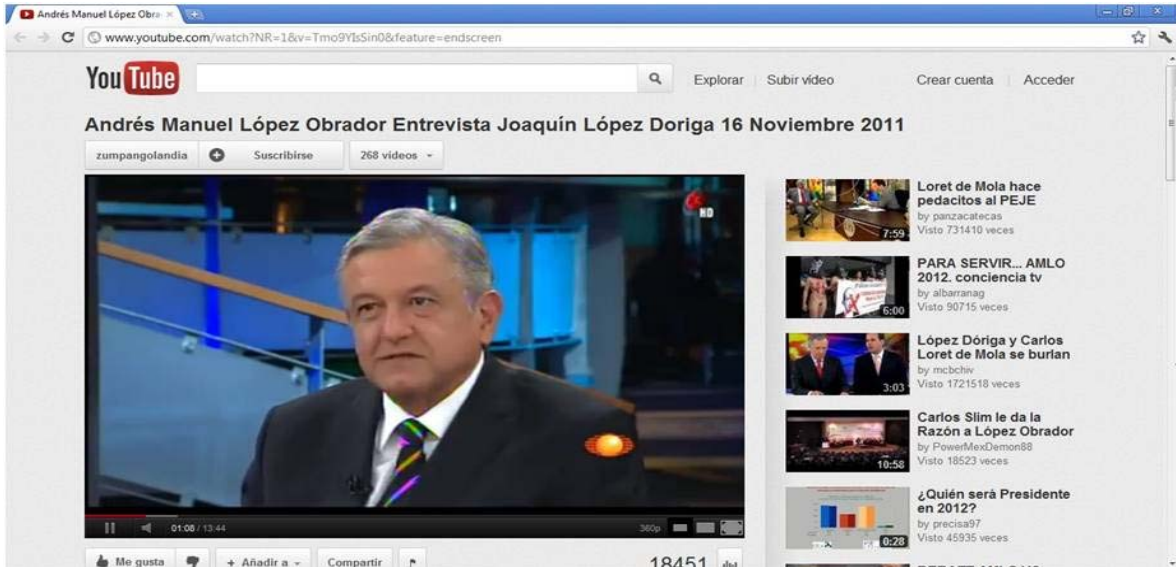 Andrés Manuel López Obra
www.youtube.com/watch?NR=1&v=Tmo9YIsSin0&feature=endscreen
YouTube
Explorar | Subir vídeo
Crear cuenta | Acceder
Andrés Manuel López Obrador Entrevista Joaquín López Doriga 16 Noviembre 2011
zumpangolandia
Suscribirse
268 videos
HD
01:08 / 13:44
360p
Me gusta
+ Añadir a
Compartir
18451
7:59
Loret de Mola hace
pedacitos al PEJE
by panzacatecas
Visto 731410 veces
6:00
PARA SERVIR... AMLO
2012. conciencia tv
by albarranag
Visto 90715 veces
3:03
López Dóriga y Carlos
Loret de Mola se burlan
by mcbchiv
Visto 1721518 veces
10:58
Carlos Slim le da la
Razón a López Obrador
by PowerMexDemon88
Visto 18523 veces
0:28
¿Quién será Presidente
en 2012?
by precisa97
Visto 45935 veces